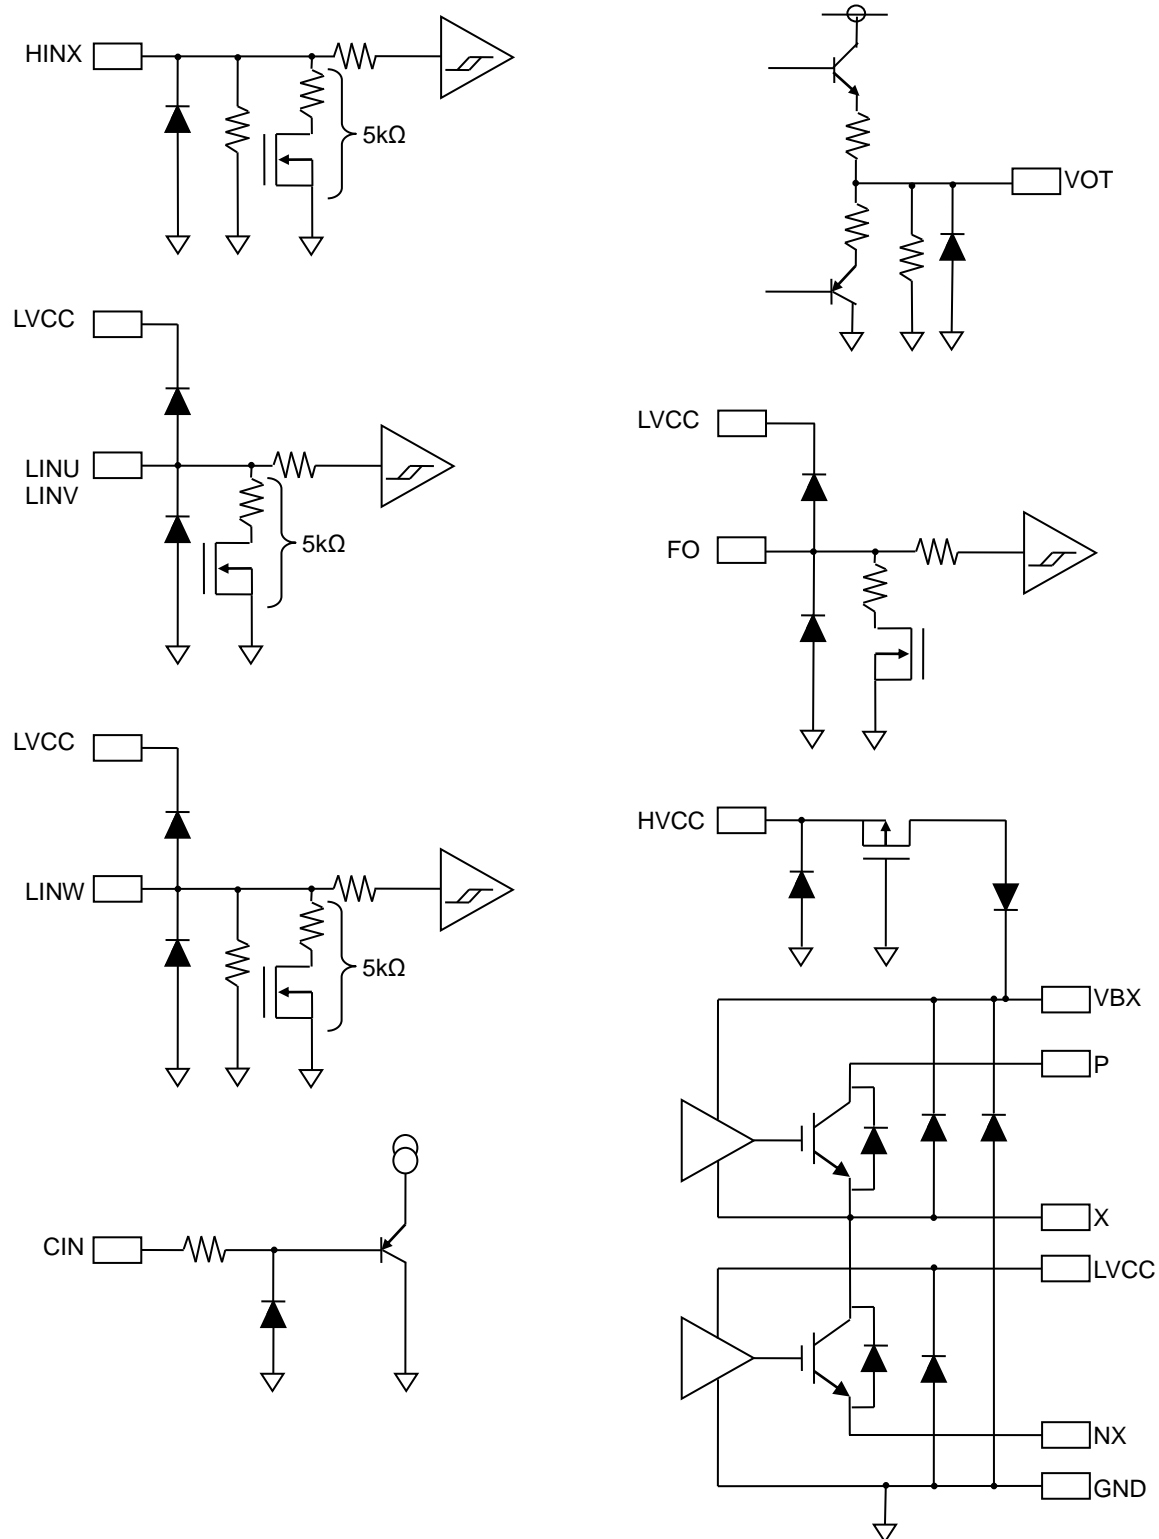 HINX
5kΩ
LVCC
LINU
LINV
5kΩ
LVCC
LINW
5kΩ
CIN
VOT
LVCC
FO
HVCC
VBX
P
X
LVCC
NX
GND